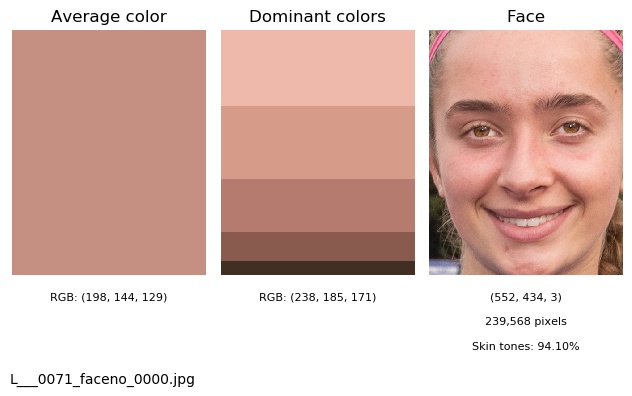 Average color
Dominant colors
Face
RGB: (198, 144, 129)
RGB: (238, 185, 171)
(552, 434, 3)
239,568 pixels
Skin tones: 94.10%
L___0071_faceno_0000.jpg